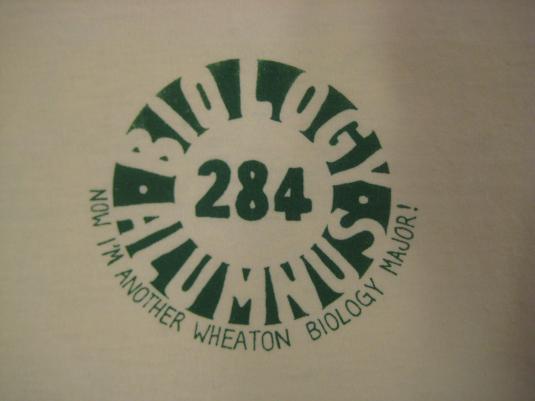 BIOLOGY
284
ALUMNUS
NOW I'M ANOTHER WHEATON BIOLOGY MAJOR!